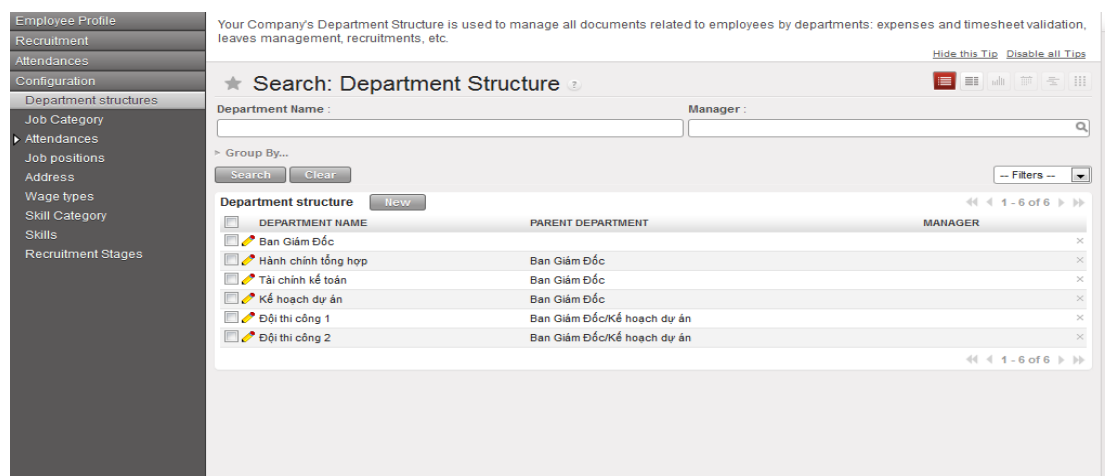 Employee Profile
Recruitment
Attendances
Configuration
Department structures
Job Category
Attendances
Job positions
Address
Wage types
Skill Category
Skills
Recruitment Stages
Your Company's Department Structure is used to manage all documents related to employees by departments: expenses and timesheet validation,
leaves management, recruitments, etc.
Hide this Tip Disable all Tips
Search: Department Structure ?
Department Name : Manager :
Group By...
Search Clear -- Filters --
Department structure New 1 - 6 of 6
DEPARTMENT NAME PARENT DEPARTMENT MANAGER
Ban Giám Đốc
Hành chính tổng hợp Ban Giám Đốc
Tài chính kế toán Ban Giám Đốc
Kế hoạch dự án Ban Giám Đốc
Đội thi công 1 Ban Giám Đốc/Kế hoạch dự án
Đội thi công 2 Ban Giám Đốc/Kế hoạch dự án
1 - 6 of 6